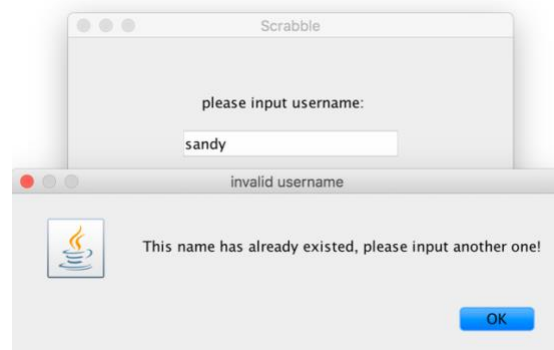 Scrabble
please input username:
sandy
invalid username
This name has already existed, please input another one!
OK